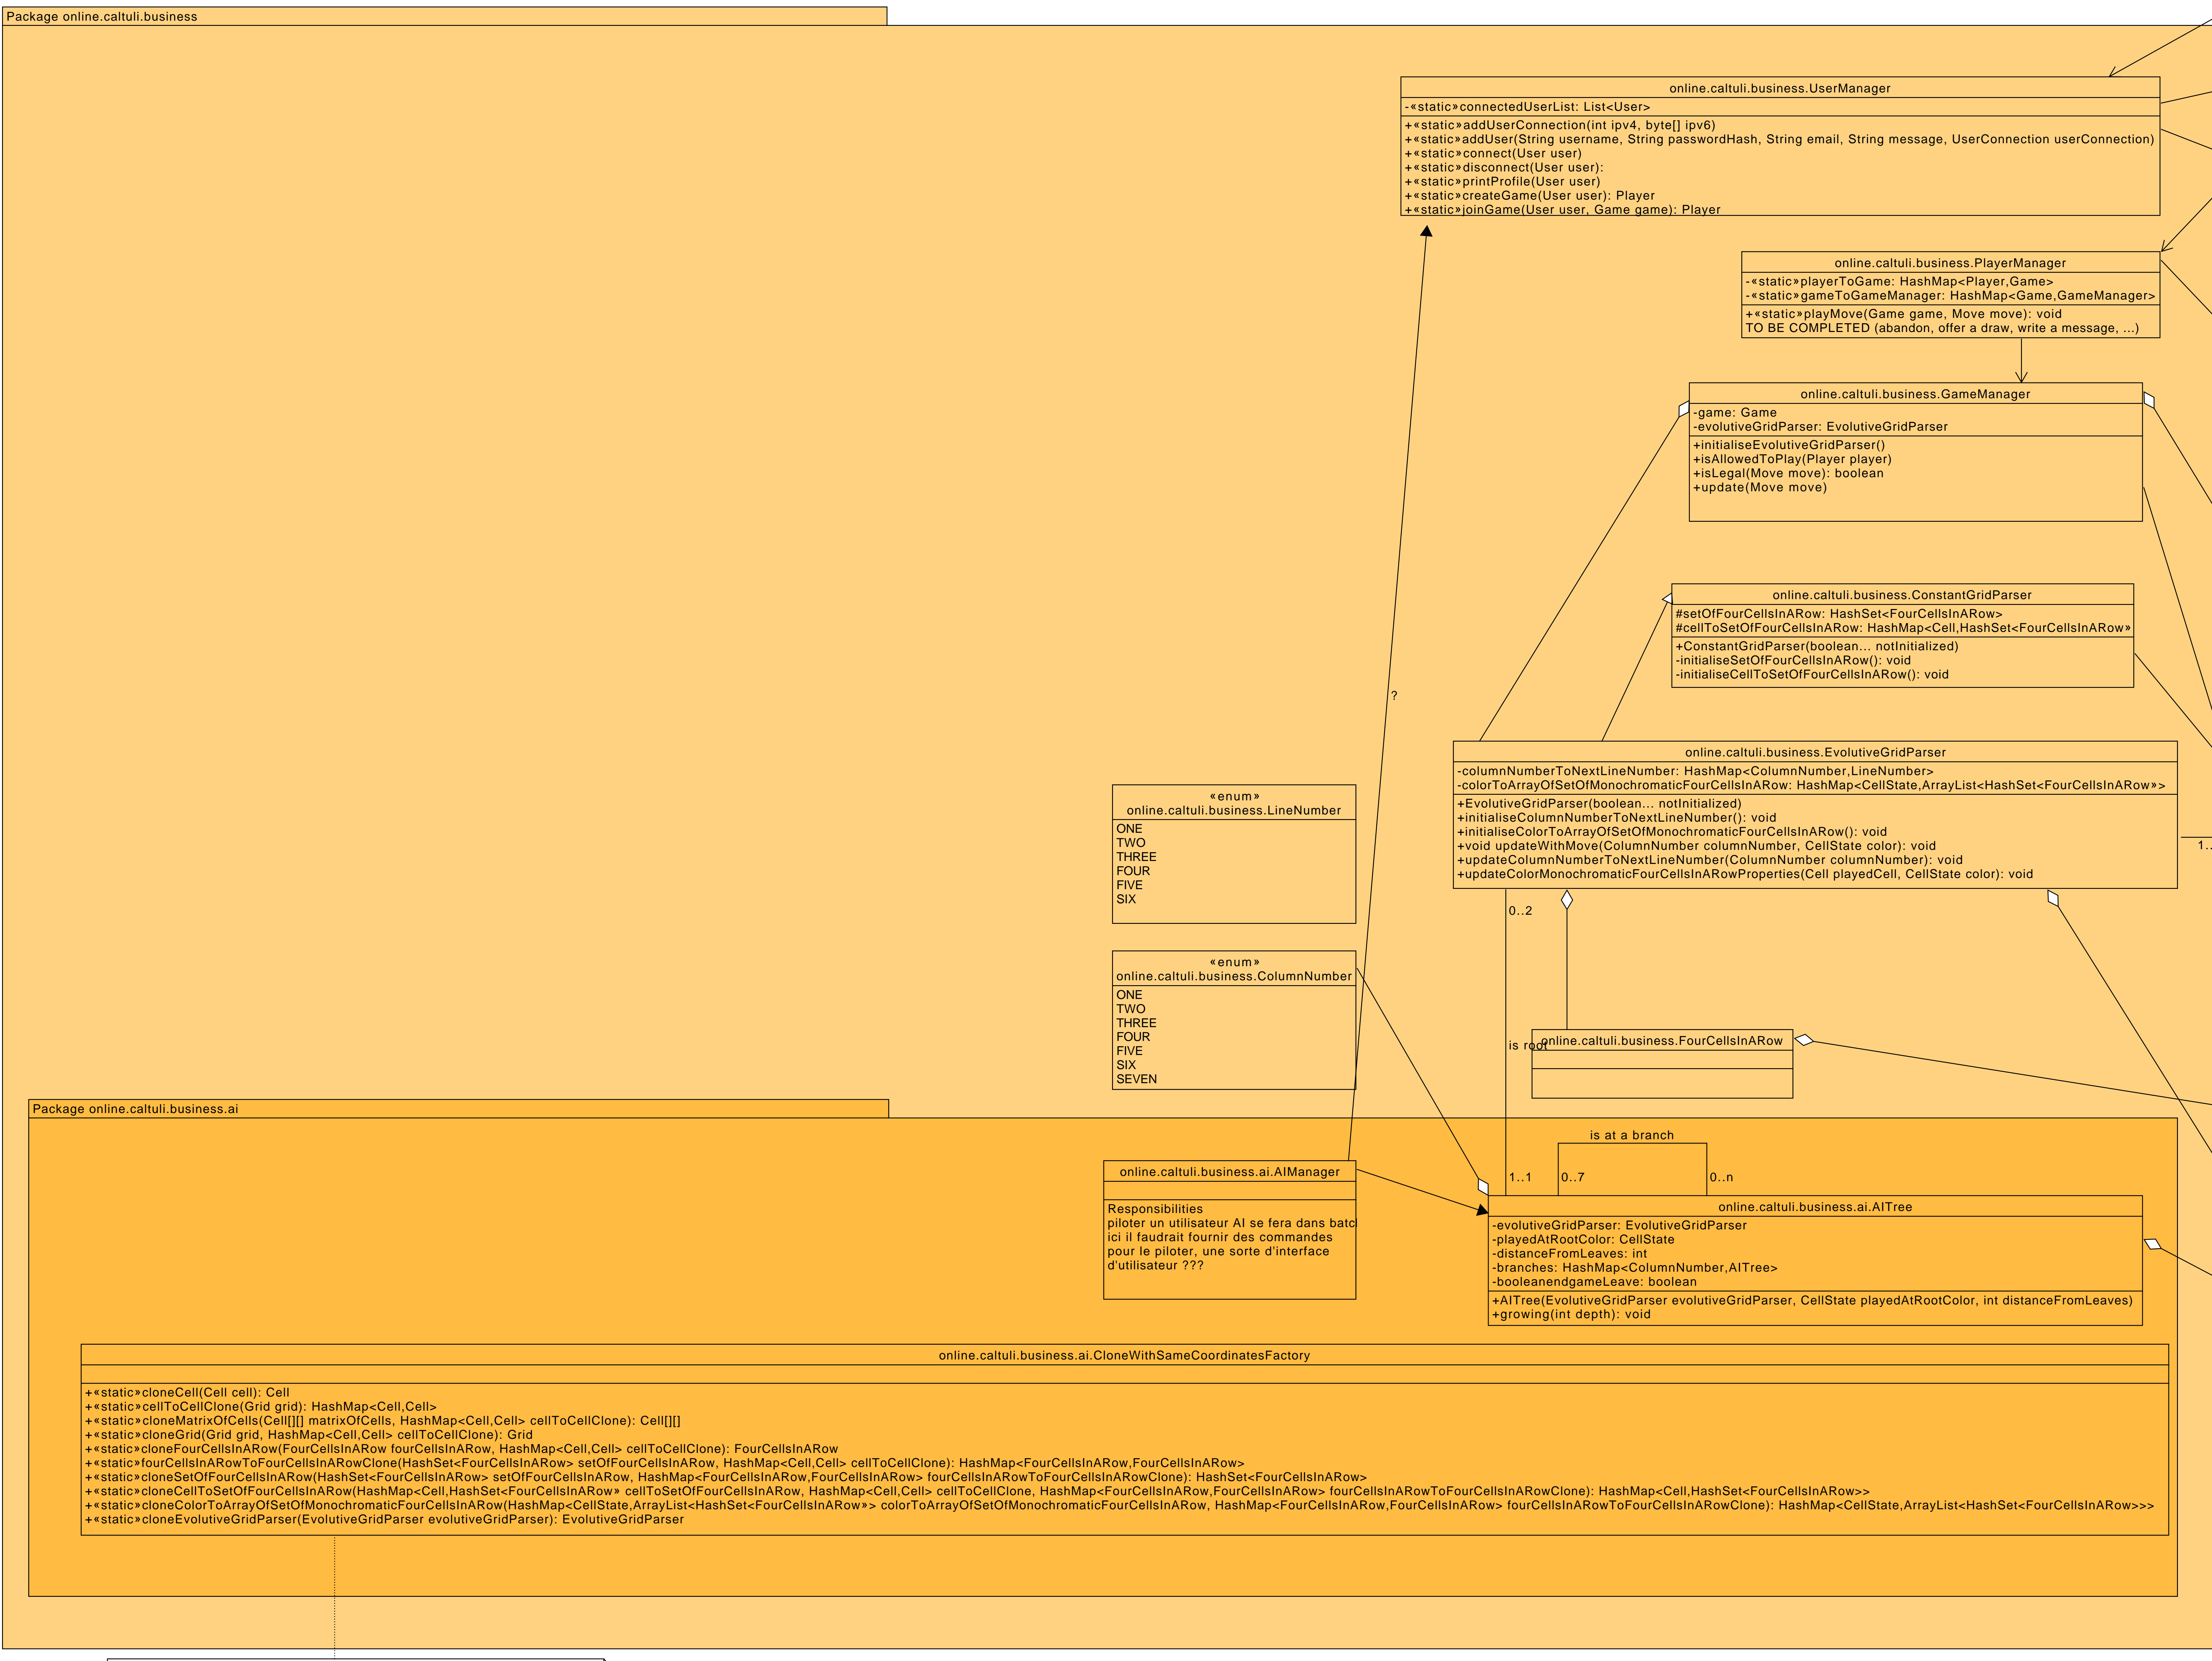 Package online.caltuli.business
online.caltuli.business.UserManager
-«static»connectedUserList: List<User>
+«static»addUserConnection(int ipv4, byte[] ipv6)
+«static»addUser(String username, String passwordHash, String email, String message, UserConnection userConnection)
+«static»connect(User user)
+«static»disconnect(User user):
+«static»printProfile(User user)
+«static»createGame(User user): Player
+«static»joinGame(User user, Game game): Player
online.caltuli.business.PlayerManager
-«static»playerToGame: HashMap<Player,Game>
-«static»gameToGameManager: HashMap<Game,GameManager>
+«static»playMove(Game game, Move move): void
TO BE COMPLETED (abandon, offer a draw, write a message, ...)
online.caltuli.business.GameManager
-game: Game
-evolutiveGridParser: EvolutiveGridParser
+initialiseEvolutiveGridParser()
+isAllowedToPlay(Player player)
+isLegal(Move move): boolean
+update(Move move)
online.caltuli.business.ConstantGridParser
#setOfFourCellsInARow: HashSet<FourCellsInARow>
#cellToSetOfFourCellsInARow: HashMap<Cell,HashSet<FourCellsInARow»
+ConstantGridParser(boolean... notInitialized)
-initialiseSetOfFourCellsInARow(): void
-initialiseCellToSetOfFourCellsInARow(): void
?
online.caltuli.business.EvolutiveGridParser
-columnNumberToNextLineNumber: HashMap<ColumnNumber,LineNumber>
-colorToArrayOfSetOfMonochromaticFourCellsInARow: HashMap<CellState,ArrayList<HashSet<FourCellsInARow»>
+EvolutiveGridParser(boolean... notInitialized)
+initialiseColumnNumberToNextLineNumber(): void
+initialiseColorToArrayOfSetOfMonochromaticFourCellsInARow(): void
+void updateWithMove(ColumnNumber columnNumber, CellState color): void
+updateColumnNumberToNextLineNumber(ColumnNumber columnNumber): void
+updateColorMonochromaticFourCellsInARowProperties(Cell playedCell, CellState color): void
1..
«enum»
online.caltuli.business.LineNumber
ONE
TWO
THREE
FOUR
FIVE
SIX
0..2
«enum»
online.caltuli.business.ColumnNumber
ONE
TWO
THREE
FOUR
FIVE
SIX
SEVEN
is root
online.caltuli.business.FourCellsInARow
Package online.caltuli.business.ai
is at a branch
1..1
0..7
0..n
online.caltuli.business.ai.AIManager
Responsibilities
piloter un utilisateur AI se fera dans batcl
ici il faudrait fournir des commandes
pour le piloter, une sorte d'interface
d'utilisateur ???
online.caltuli.business.ai.AITree
-evolutiveGridParser: EvolutiveGridParser
-playedAtRootColor: CellState
-distanceFromLeaves: int
-branches: HashMap<ColumnNumber,AITree>
-booleanendgameLeave: boolean
+AITree(EvolutiveGridParser evolutiveGridParser, CellState playedAtRootColor, int distanceFromLeaves)
+growing(int depth): void
online.caltuli.business.ai.CloneWithSameCoordinatesFactory
+«static»cloneCell(Cell cell): Cell
+«static»cellToCellClone(Grid grid): HashMap<Cell,Cell>
+«static»cloneMatrixOfCells(Cell[][] matrixOfCells, HashMap<Cell,Cell> cellToCellClone): Cell[][]
+«static»cloneGrid(Grid grid, HashMap<Cell,Cell> cellToCellClone): Grid
+«static»cloneFourCellsInARow(FourCellsInARow fourCellsInARow, HashMap<Cell,Cell> cellToCellClone): FourCellsInARow
+«static»fourCellsInARowToFourCellsInARowClone(HashSet<FourCellsInARow> setOfFourCellsInARow, HashMap<Cell,Cell> cellToCellClone): HashMap<FourCellsInARow,FourCellsInARow>
+«static»cloneSetOfFourCellsInARow(HashSet<FourCellsInARow> setOfFourCellsInARow, HashMap<FourCellsInARow,FourCellsInARow> fourCellsInARowToFourCellsInARowClone): HashSet<FourCellsInARow>
+«static»cloneCellToSetOfFourCellsInARow(HashMap<Cell,HashSet<FourCellsInARow» cellToSetOfFourCellsInARow, HashMap<FourCellsInARow,FourCellsInARow> fourCellsInARowToFourCellsInARowClone): HashMap<Cell,HashSet<FourCellsInARow>>
+«static»cloneColorToArrayOfSetOfMonochromaticFourCellsInARow(HashMap<CellState,ArrayList<HashSet<FourCellsInARow»> colorToArrayOfSetOfMonochromaticFourCellsInARow, HashMap<FourCellsInARow,FourCellsInARow> fourCellsInARowToFourCellsInARowClone): HashMap<CellState,ArrayList<HashSet<FourCellsInARow>>>
+«static»cloneEvolutiveGridParser(EvolutiveGridParser evolutiveGridParser): EvolutiveGridParser